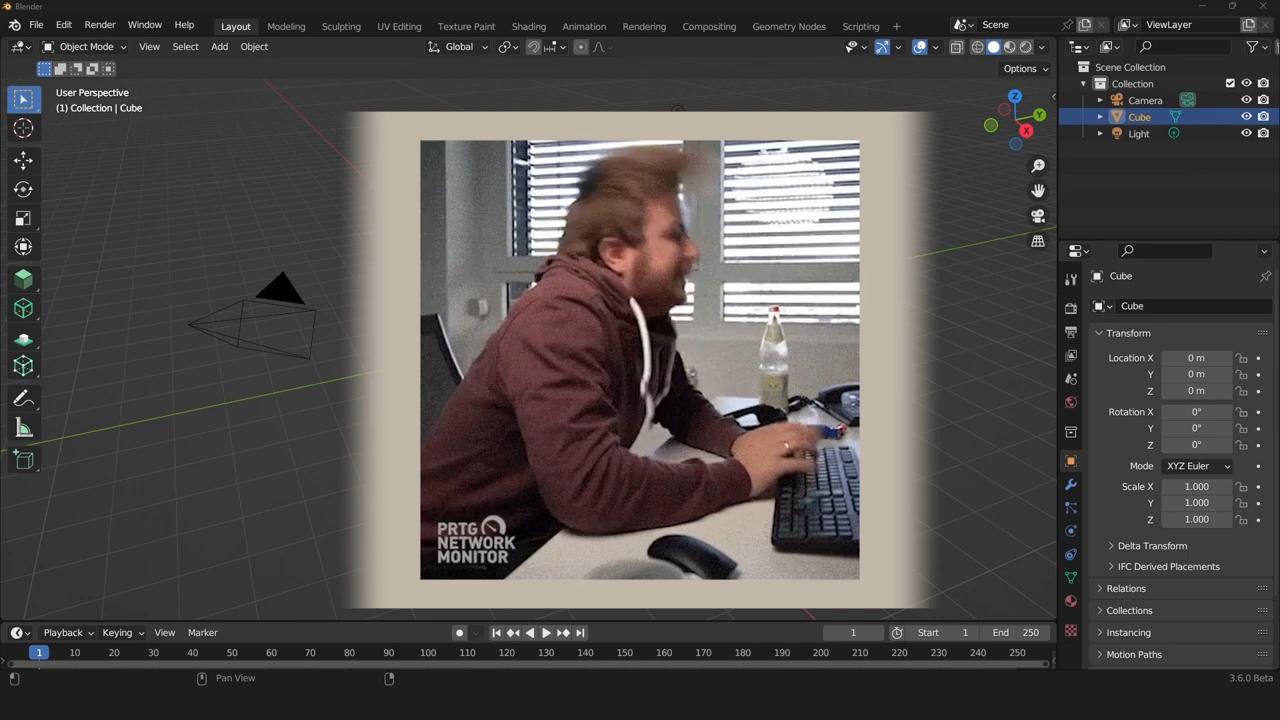 Blender
File Edit Render Window Help Layout Modeling Sculpting UV Editing Texture Paint Shading Animation Rendering Compositing Geometry Nodes Scripting + Scene ViewLayer
Object Mode View Select Add Object Global
Options
User Perspective
(1) Collection | Cube
Z
Y
X
PRTG
NETWORK
MONITOR
Scene Collection
Collection
Camera
Cube
Light
Cube
Cube
Transform
Location X 0 m
Y 0 m
Z 0 m
Rotation X 0°
Y 0°
Z 0°
Mode XYZ Euler
Scale X 1.000
Y 1.000
Z 1.000
Delta Transform
IFC Derived Placements
Relations
Collections
Instancing
Motion Paths
Playback Keying View Marker 1 Start 1 End 250
1 10 20 30 40 50 60 70 80 90 100 110 120 130 140 150 160 170 180 190 200 210 220 230 240 250
Pan View 3.6.0 Beta